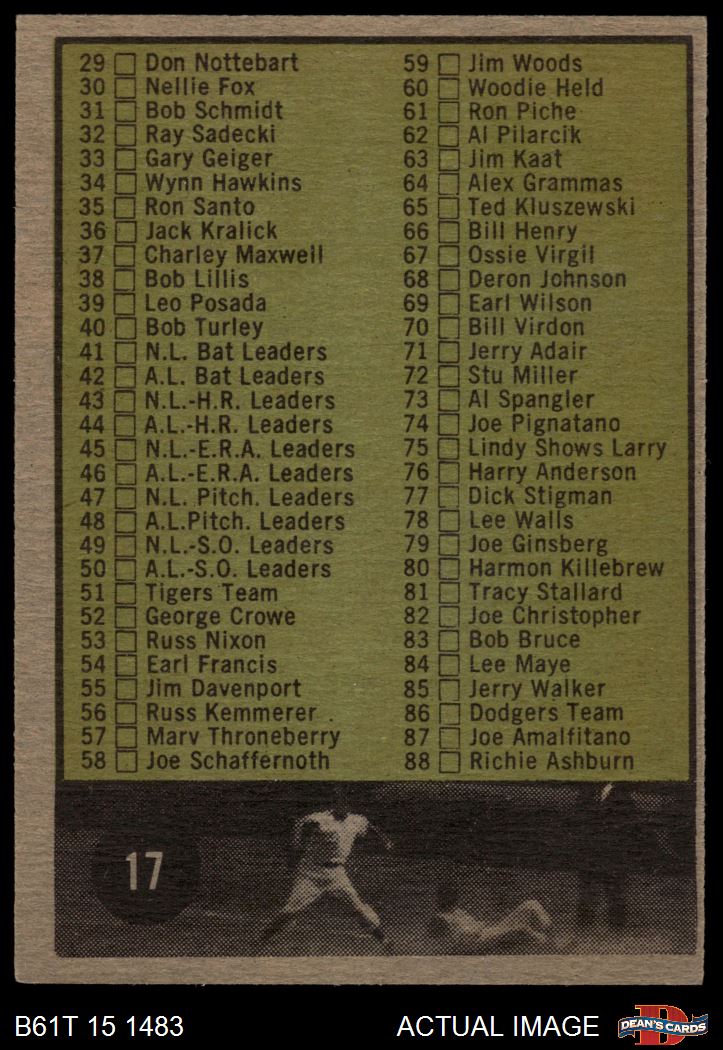 29 Don Nottebart
30 Nellie Fox
31 Bob Schmidt
32 Ray Sadecki
33 Gary Geiger
34 Wynn Hawkins
35 Ron Santo
36 Jack Kralick
37 Charley Maxwell
38 Bob Lillis
39 Leo Posada
40 Bob Turley
41 N.L. Bat Leaders
42 A.L. Bat Leaders
43 N.L.-H.R. Leaders
44 A.L.-H.R. Leaders
45 N.L.-E.R.A. Leaders
46 A.L.-E.R.A. Leaders
47 N.L. Pitch. Leaders
48 A.L.Pitch. Leaders
49 N.L.-S.O. Leaders
50 A.L.-S.O. Leaders
51 Tigers Team
52 George Crowe
53 Russ Nixon
54 Earl Francis
55 Jim Davenport
56 Russ Kemmerer
57 Marv Throneberry
58 Joe Schaffernoth
59 Jim Woods
60 Woodie Held
61 Ron Piche
62 Al Pilarcik
63 Jim Kaat
64 Alex Grammas
65 Ted Kluszewski
66 Bill Henry
67 Ossie Virgil
68 Deron Johnson
69 Earl Wilson
70 Bill Virdon
71 Jerry Adair
72 Stu Miller
73 Al Spangler
74 Joe Pignatano
75 Lindy Shows Larry
76 Harry Anderson
77 Dick Stigman
78 Lee Walls
79 Joe Ginsberg
80 Harmon Killebrew
81 Tracy Stallard
82 Joe Christopher
83 Bob Bruce
84 Lee Maye
85 Jerry Walker
86 Dodgers Team
87 Joe Amalfitano
88 Richie Ashburn
17
B61T 15 1483
ACTUAL IMAGE
D
DEAN'S CARDS